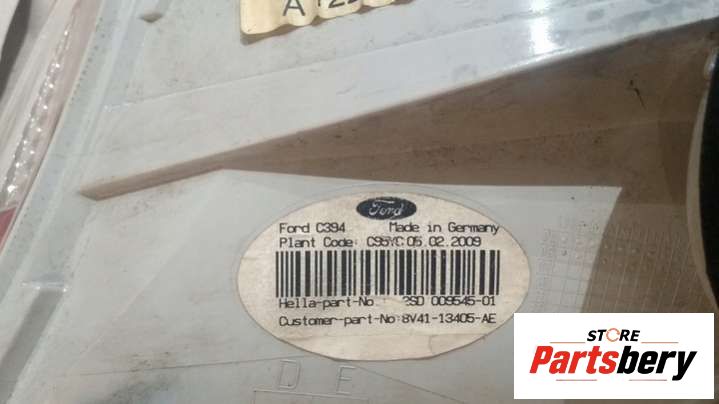 Ford
Ford C394 Made in Germany
Plant Code: C95YC 05.02.2009
Hella-part-No.: 2SD 009545-01
Customer-part-No:8V41-13405-AE
D E
STORE
Partsbery